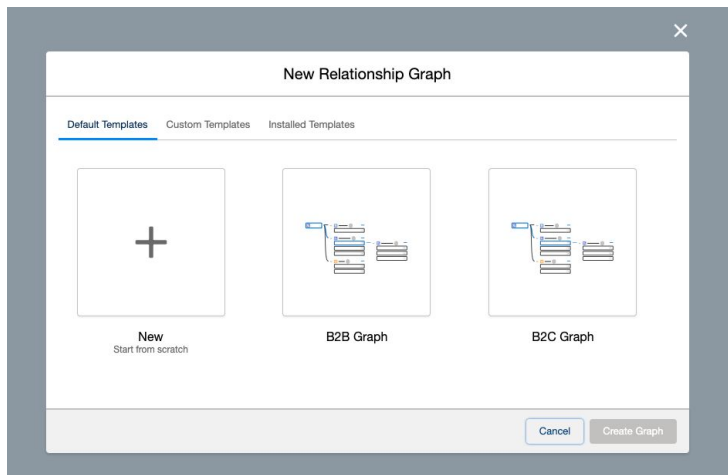 New Relationship Graph
Default Templates Custom Templates Installed Templates
New
Start from scratch
B2B Graph
B2C Graph
Cancel Create Graph